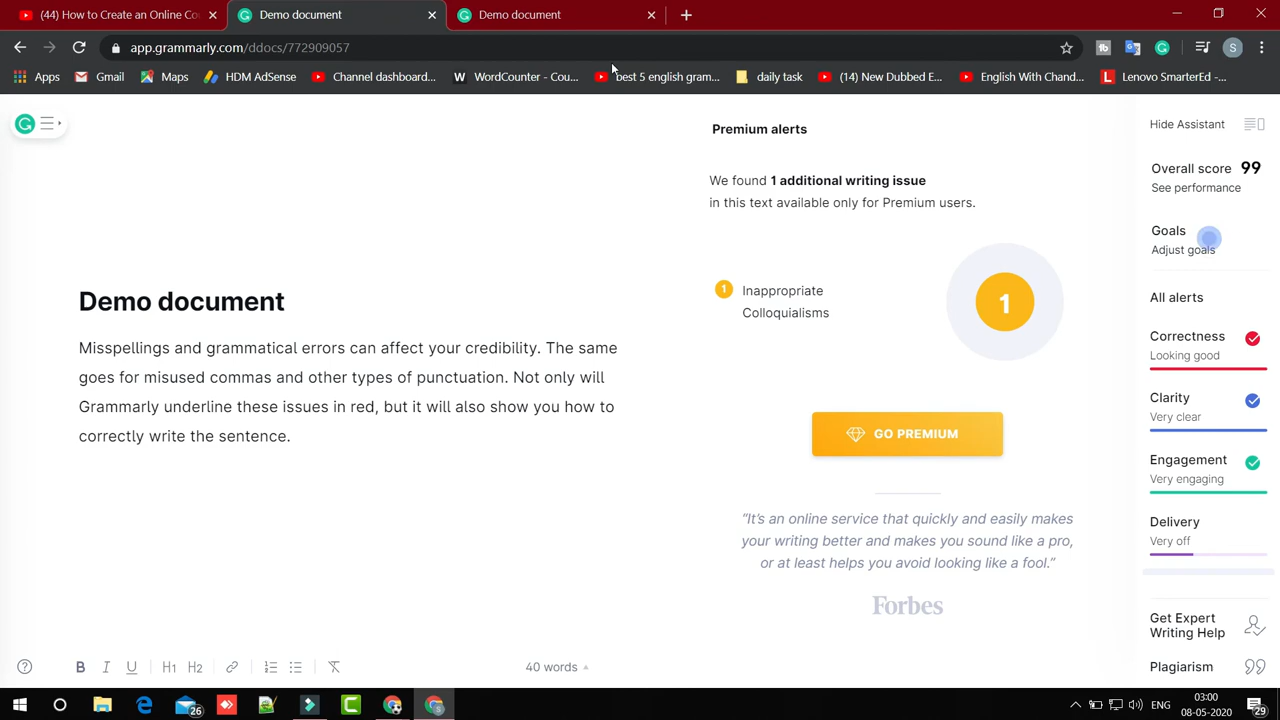 (44) How to Create an Online Co
Demo document
Demo document
app.grammarly.com/ddocs/772909057
S
Apps
Gmail
Maps
HDM AdSense
Channel dashboard...
WordCounter - Cou...
best 5 english gram...
daily task
(14) New Dubbed E...
English With Chand...
Lenovo SmarterEd -...
Premium alerts
We found 1 additional writing issue
in this text available only for Premium users.
1 Inappropriate
Colloquialisms
1
GO PREMIUM
“It’s an online service that quickly and easily makes
your writing better and makes you sound like a pro,
or at least helps you avoid looking like a fool.”
Forbes
Demo document
Misspellings and grammatical errors can affect your credibility. The same
goes for misused commas and other types of punctuation. Not only will
Grammarly underline these issues in red, but it will also show you how to
correctly write the sentence.
Hide Assistant
Overall score 99
See performance
Goals
Adjust goals
All alerts
Correctness
Looking good
Clarity
Very clear
Engagement
Very engaging
Delivery
Very off
Get Expert
Writing Help
Plagiarism
B I U H1 H2
40 words
26
ENG
03:00
08-05-2020
29